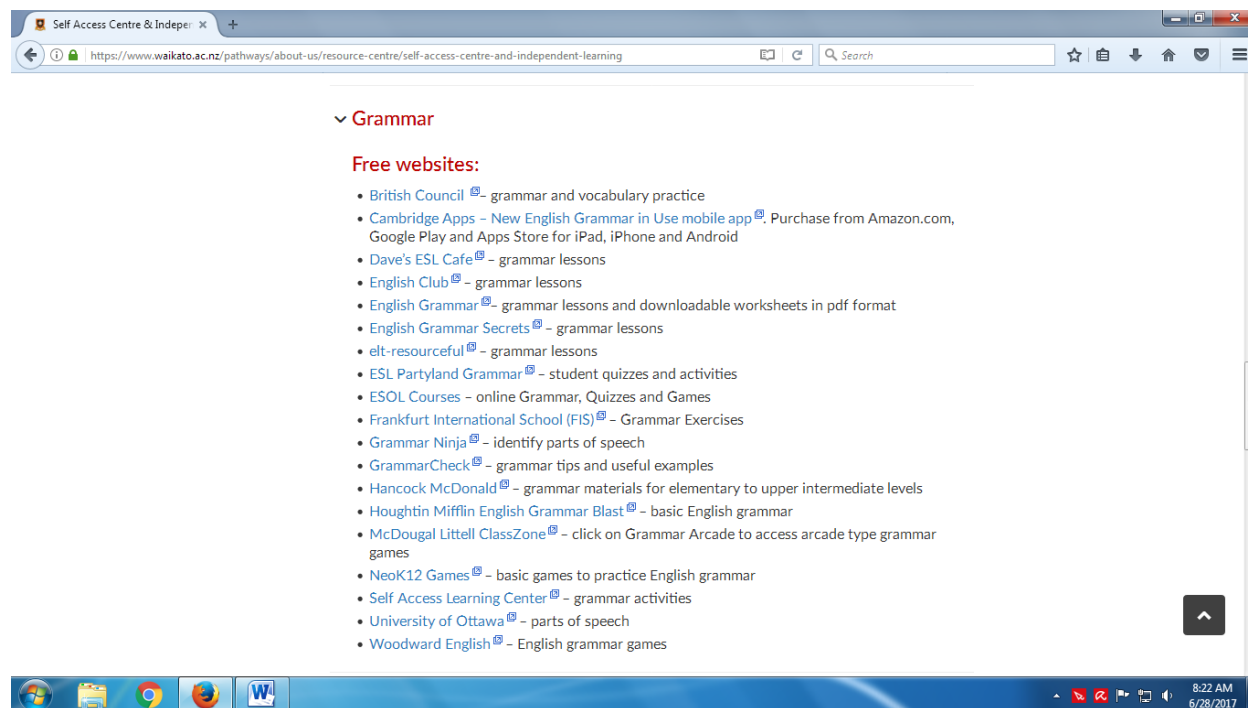 Self Access Centre & Indeper
https://www.waikato.ac.nz/pathways/about-us/resource-centre/self-access-centre-and-independent-learning
Search
Grammar
Free websites:
• British Council – grammar and vocabulary practice
• Cambridge Apps – New English Grammar in Use mobile app. Purchase from Amazon.com,
Google Play and Apps Store for iPad, iPhone and Android
• Dave's ESL Cafe – grammar lessons
• English Club – grammar lessons
• English Grammar – grammar lessons and downloadable worksheets in pdf format
• English Grammar Secrets – grammar lessons
• elt-resourceful – grammar lessons
• ESL Partyland Grammar – student quizzes and activities
• ESOL Courses – online Grammar, Quizzes and Games
• Frankfurt International School (FIS) – Grammar Exercises
• Grammar Ninja – identify parts of speech
• GrammarCheck – grammar tips and useful examples
• Hancock McDonald – grammar materials for elementary to upper intermediate levels
• Houghtin Mifflin English Grammar Blast – basic English grammar
• McDougal Littell ClassZone – click on Grammar Arcade to access arcade type grammar
games
• NeoK12 Games – basic games to practice English grammar
• Self Access Learning Center – grammar activities
• University of Ottawa – parts of speech
• Woodward English – English grammar games
8:22 AM
6/28/2017